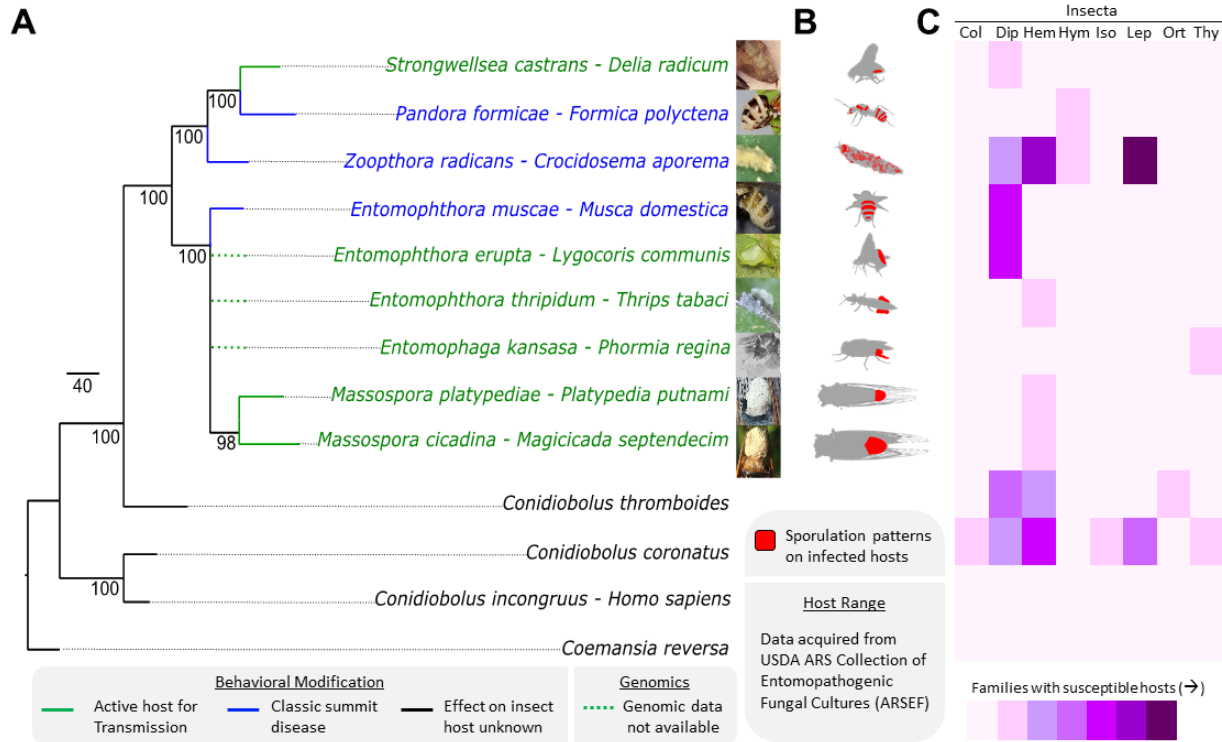 A
B
C
Insecta
Col Dip Hem Hym Iso Lep Ort Thy
Strongwellsea castrans - Delia radicum
100
Pandora formicae - Formica polyctena
100
Zoopthora radicans - Crocidosema aporema
100
Entomophthora muscae - Musca domestica
100
Entomophthora erupta - Lygocoris communis
Entomophthora thripidum - Thrips tabaci
Entomophaga kansasa - Phormia regina
40
Massospora platypediae - Platypedia putnami
100
98
Massospora cicadina - Magicicada septendecim
Conidiobolus thromboides
Conidiobolus coronatus
100
Conidiobolus incongruus - Homo sapiens
Coemansia reversa
Sporulation patterns
on infected hosts
Host Range
Data acquired from
USDA ARS Collection of
Entomopathogenic
Fungal Cultures (ARSEF)
Behavioral Modification
Active host for
Transmission
Classic summit
disease
Effect on insect
host unknown
Genomics
Genomic data
not available
Families with susceptible hosts (→)